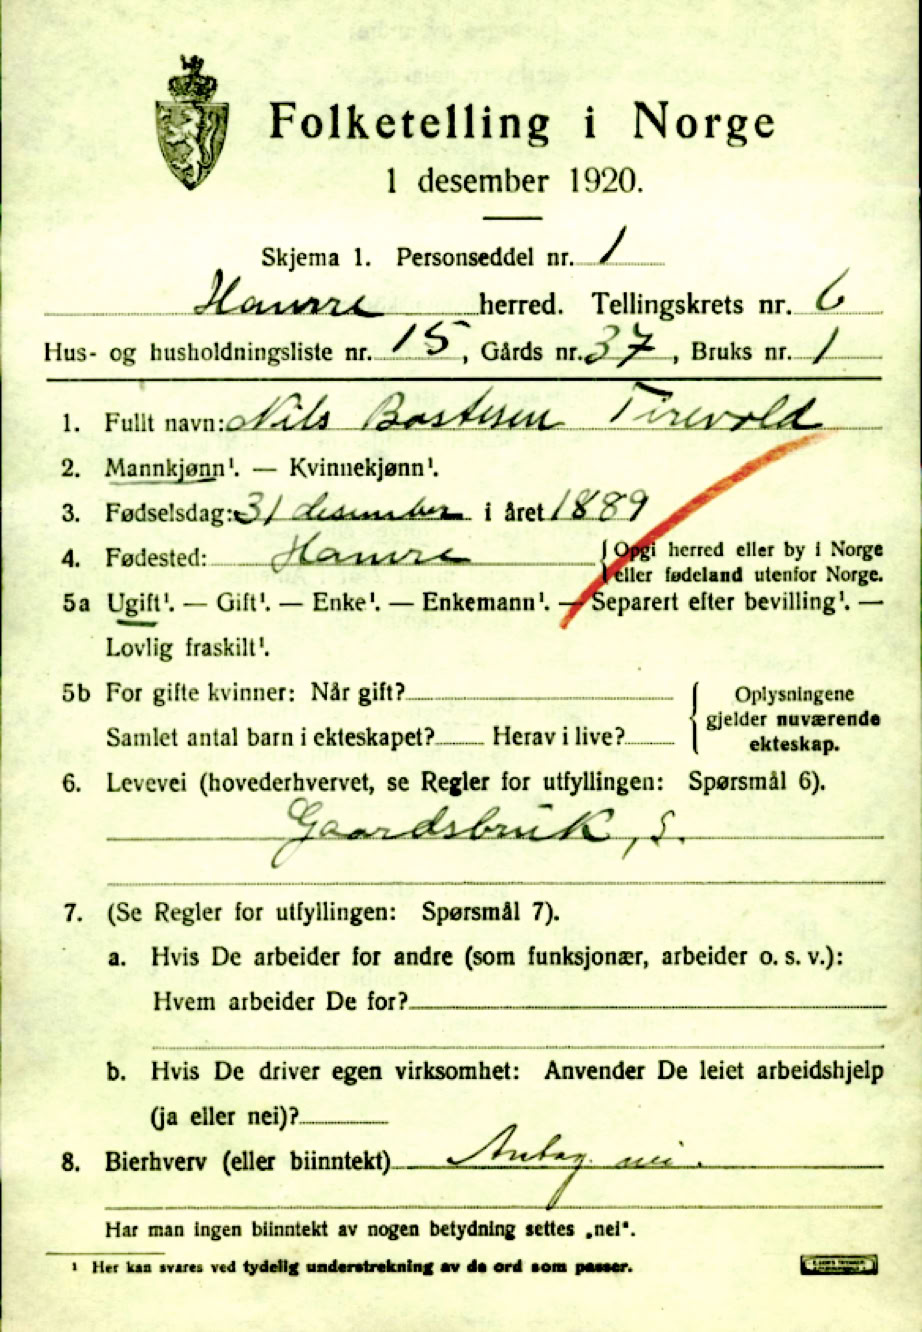 Folketelling i Norge
1 desember 1920.
Skjema 1. Personseddel nr. 1
Hamre herred. Tellingskrets nr. 6
Hus- og husholdningsliste nr. 15, Gårds nr. 37, Bruks nr. 1
1. Fullt navn: Nils Bastesen
2. Mannkjønn¹. — Kvinnekjønn¹.
3. Fødselsdag: 31 desember i året 1889
4. Fødested: Hamre { Opgi herred eller by i Norge
eller fødeland utenfor Norge.
5a Ugift¹. — Gift¹. — Enke¹. — Enkemann¹. — Separert efter bevilling¹. —
Lovlig fraskilt¹.
5b For gifte kvinner: Når gift? { Oplysningene
gjelder nuværende
Samlet antal barn i ekteskapet? Herav i live? ekteskap.
6. Levevei (hovederhvervet, se Regler for utfyllingen: Spørsmål 6).
Gaardsbruk, s.
7. (Se Regler for utfyllingen: Spørsmål 7).
a. Hvis De arbeider for andre (som funksjonær, arbeider o. s. v.):
Hvem arbeider De for?
b. Hvis De driver egen virksomhet: Anvender De leiet arbeidshjelp
(ja eller nei)?
8. Bierhverv (eller biinntekt) Antag. nei.
Har man ingen biinntekt av nogen betydning settes „nei“.
¹ Her kan svares ved tydelig understrekning av de ord som passer.